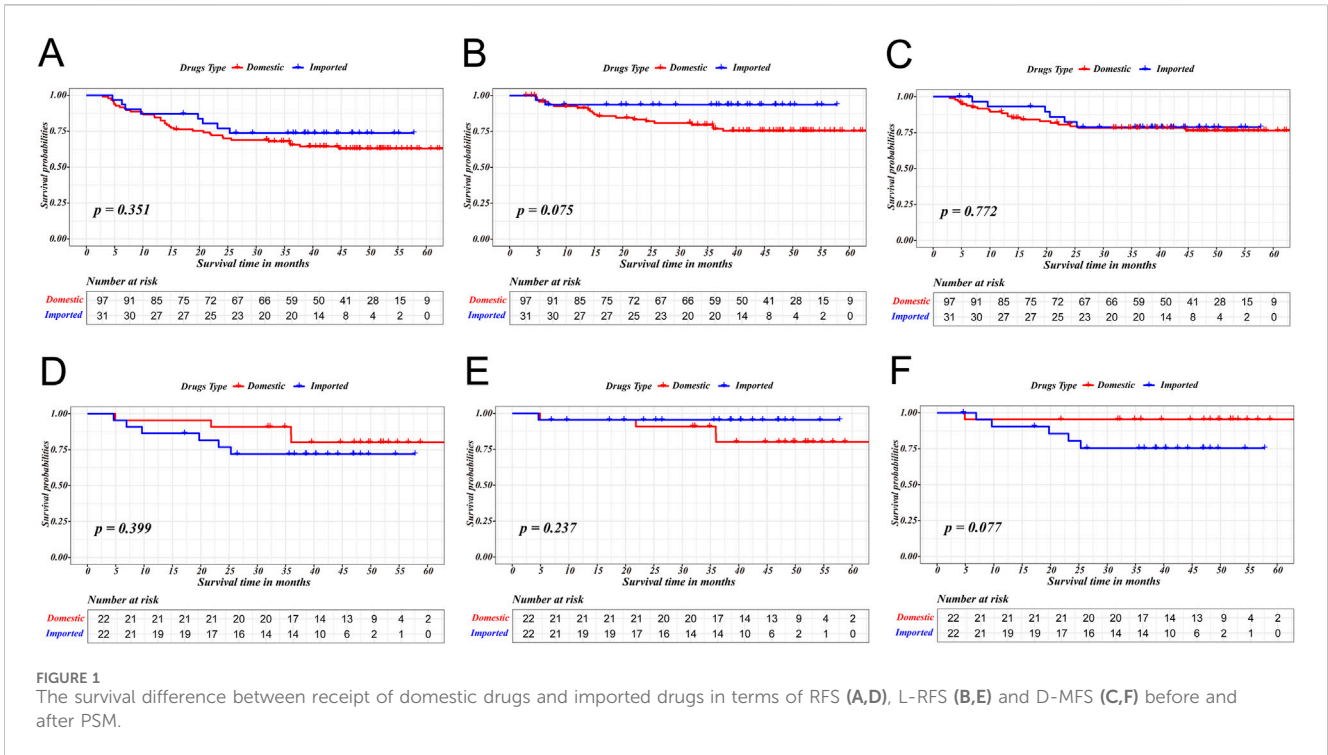 A
Drugs Type Domestic Imported
1.00
0.75
0.50
0.25
0.00
Survival probabilities
p = 0.351
0 5 10 15 20 25 30 35 40 45 50 55 60
Survival time in months
Number at risk
Domestic 97 91 85 75 72 67 66 59 50 41 28 15 9
Imported 31 30 27 27 25 23 20 20 14 8 4 2 0
B
Drugs Type Domestic Imported
1.00
0.75
0.50
0.25
0.00
Survival probabilities
p = 0.075
0 5 10 15 20 25 30 35 40 45 50 55 60
Survival time in months
Number at risk
Domestic 97 91 85 75 72 67 66 59 50 41 28 15 9
Imported 31 30 27 27 25 23 20 20 14 8 4 2 0
C
Drugs Type Domestic Imported
1.00
0.75
0.50
0.25
0.00
Survival probabilities
p = 0.772
0 5 10 15 20 25 30 35 40 45 50 55 60
Survival time in months
Number at risk
Domestic 97 91 85 75 72 67 66 59 50 41 28 15 9
Imported 31 30 27 27 25 23 20 20 14 8 4 2 0
D
Drugs Type Domestic Imported
1.00
0.75
0.50
0.25
0.00
Survival probabilities
p = 0.399
0 5 10 15 20 25 30 35 40 45 50 55 60
Survival time in months
Number at risk
Domestic 22 21 21 21 21 20 20 17 14 13 9 4 2
Imported 22 21 19 19 17 16 14 14 10 6 2 1 0
E
Drugs Type Domestic Imported
1.00
0.75
0.50
0.25
0.00
Survival probabilities
p = 0.237
0 5 10 15 20 25 30 35 40 45 50 55 60
Survival time in months
Number at risk
Domestic 22 21 21 21 21 20 20 17 14 13 9 4 2
Imported 22 21 19 19 17 16 14 14 10 6 2 1 0
F
Drugs Type Domestic Imported
1.00
0.75
0.50
0.25
0.00
Survival probabilities
p = 0.077
0 5 10 15 20 25 30 35 40 45 50 55 60
Survival time in months
Number at risk
Domestic 22 21 21 21 21 20 20 17 14 13 9 4 2
Imported 22 21 19 19 17 16 14 14 10 6 2 1 0
FIGURE 1
The survival difference between receipt of domestic drugs and imported drugs in terms of RFS (A,D), L-RFS (B,E) and D-MFS (C,F) before and
after PSM.